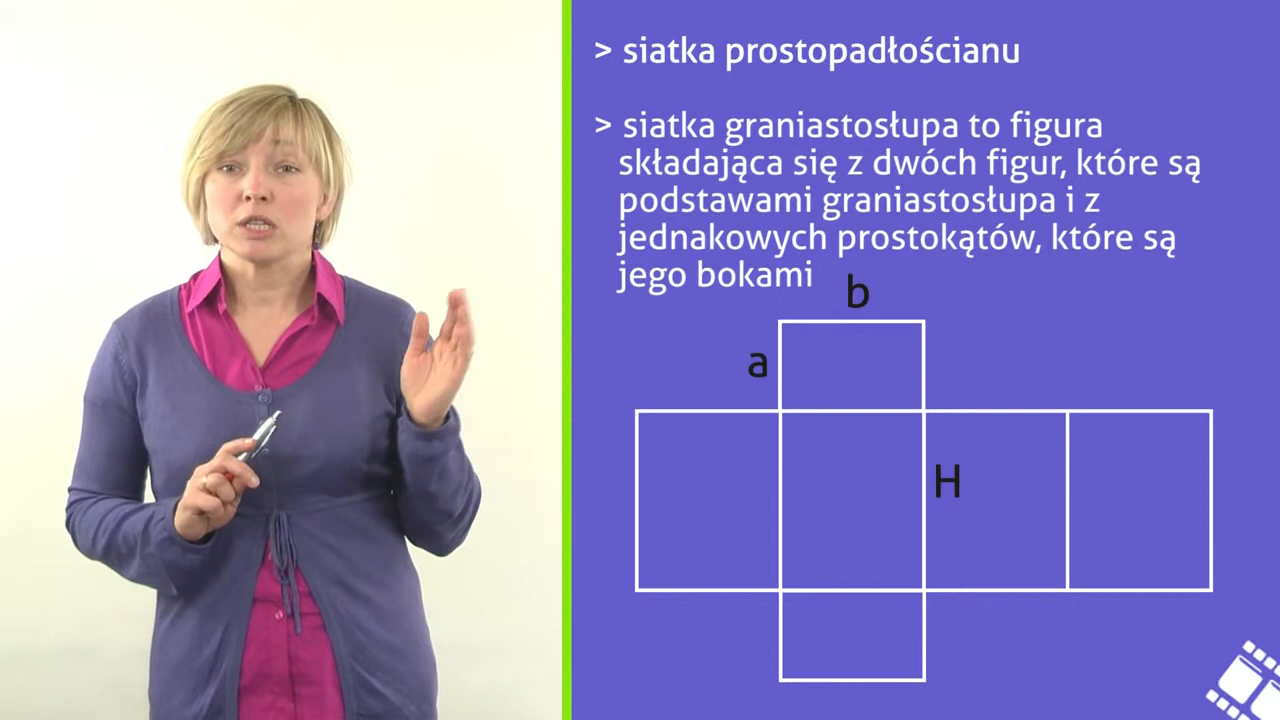 > siatka prostopadłościanu
> siatka graniastosłupa to figura
składająca się z dwóch figur, które są
podstawami graniastosłupa i z
jednakowych prostokątów, które są
jego bokami
b
a
H